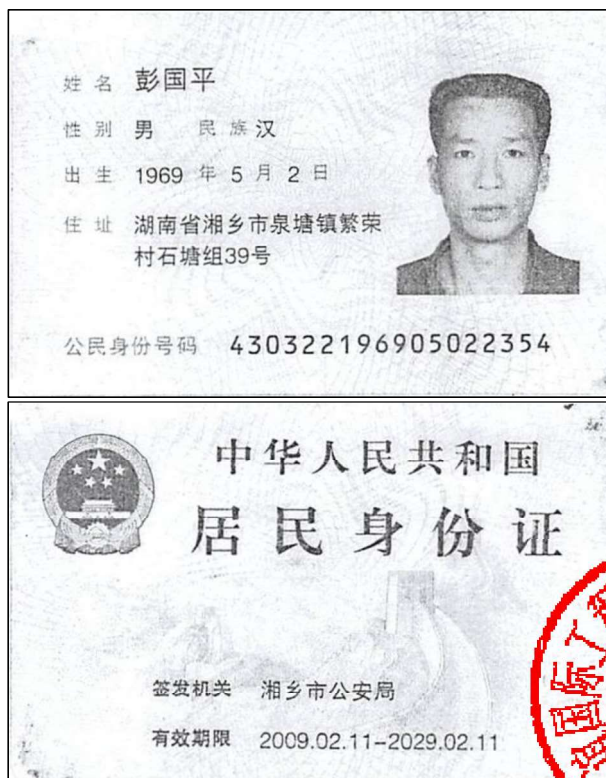 姓名 彭国平
性别 男 民族 汉
出生 1969 年 5 月 2 日
住址 湖南省湘乡市泉塘镇繁荣
村石塘组39号
公民身份号码 430322196905022354
中华人民共和国
居民身份证
签发机关 湘乡市公安局
有效期限 2009.02.11-2029.02.11
国际工